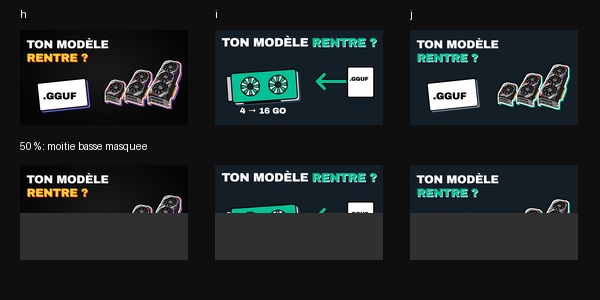 h
i
j
TON MODÈLE
RENTRE ?
.GGUF
TON MODÈLE RENTRE ?
.GGUF
4 → 16 GO
TON MODÈLE
RENTRE ?
.GGUF
50 %: moitie basse masquee
TON MODÈLE
RENTRE ?
TON MODÈLE RENTRE ?
.GGUF
TON MODÈLE
RENTRE ?